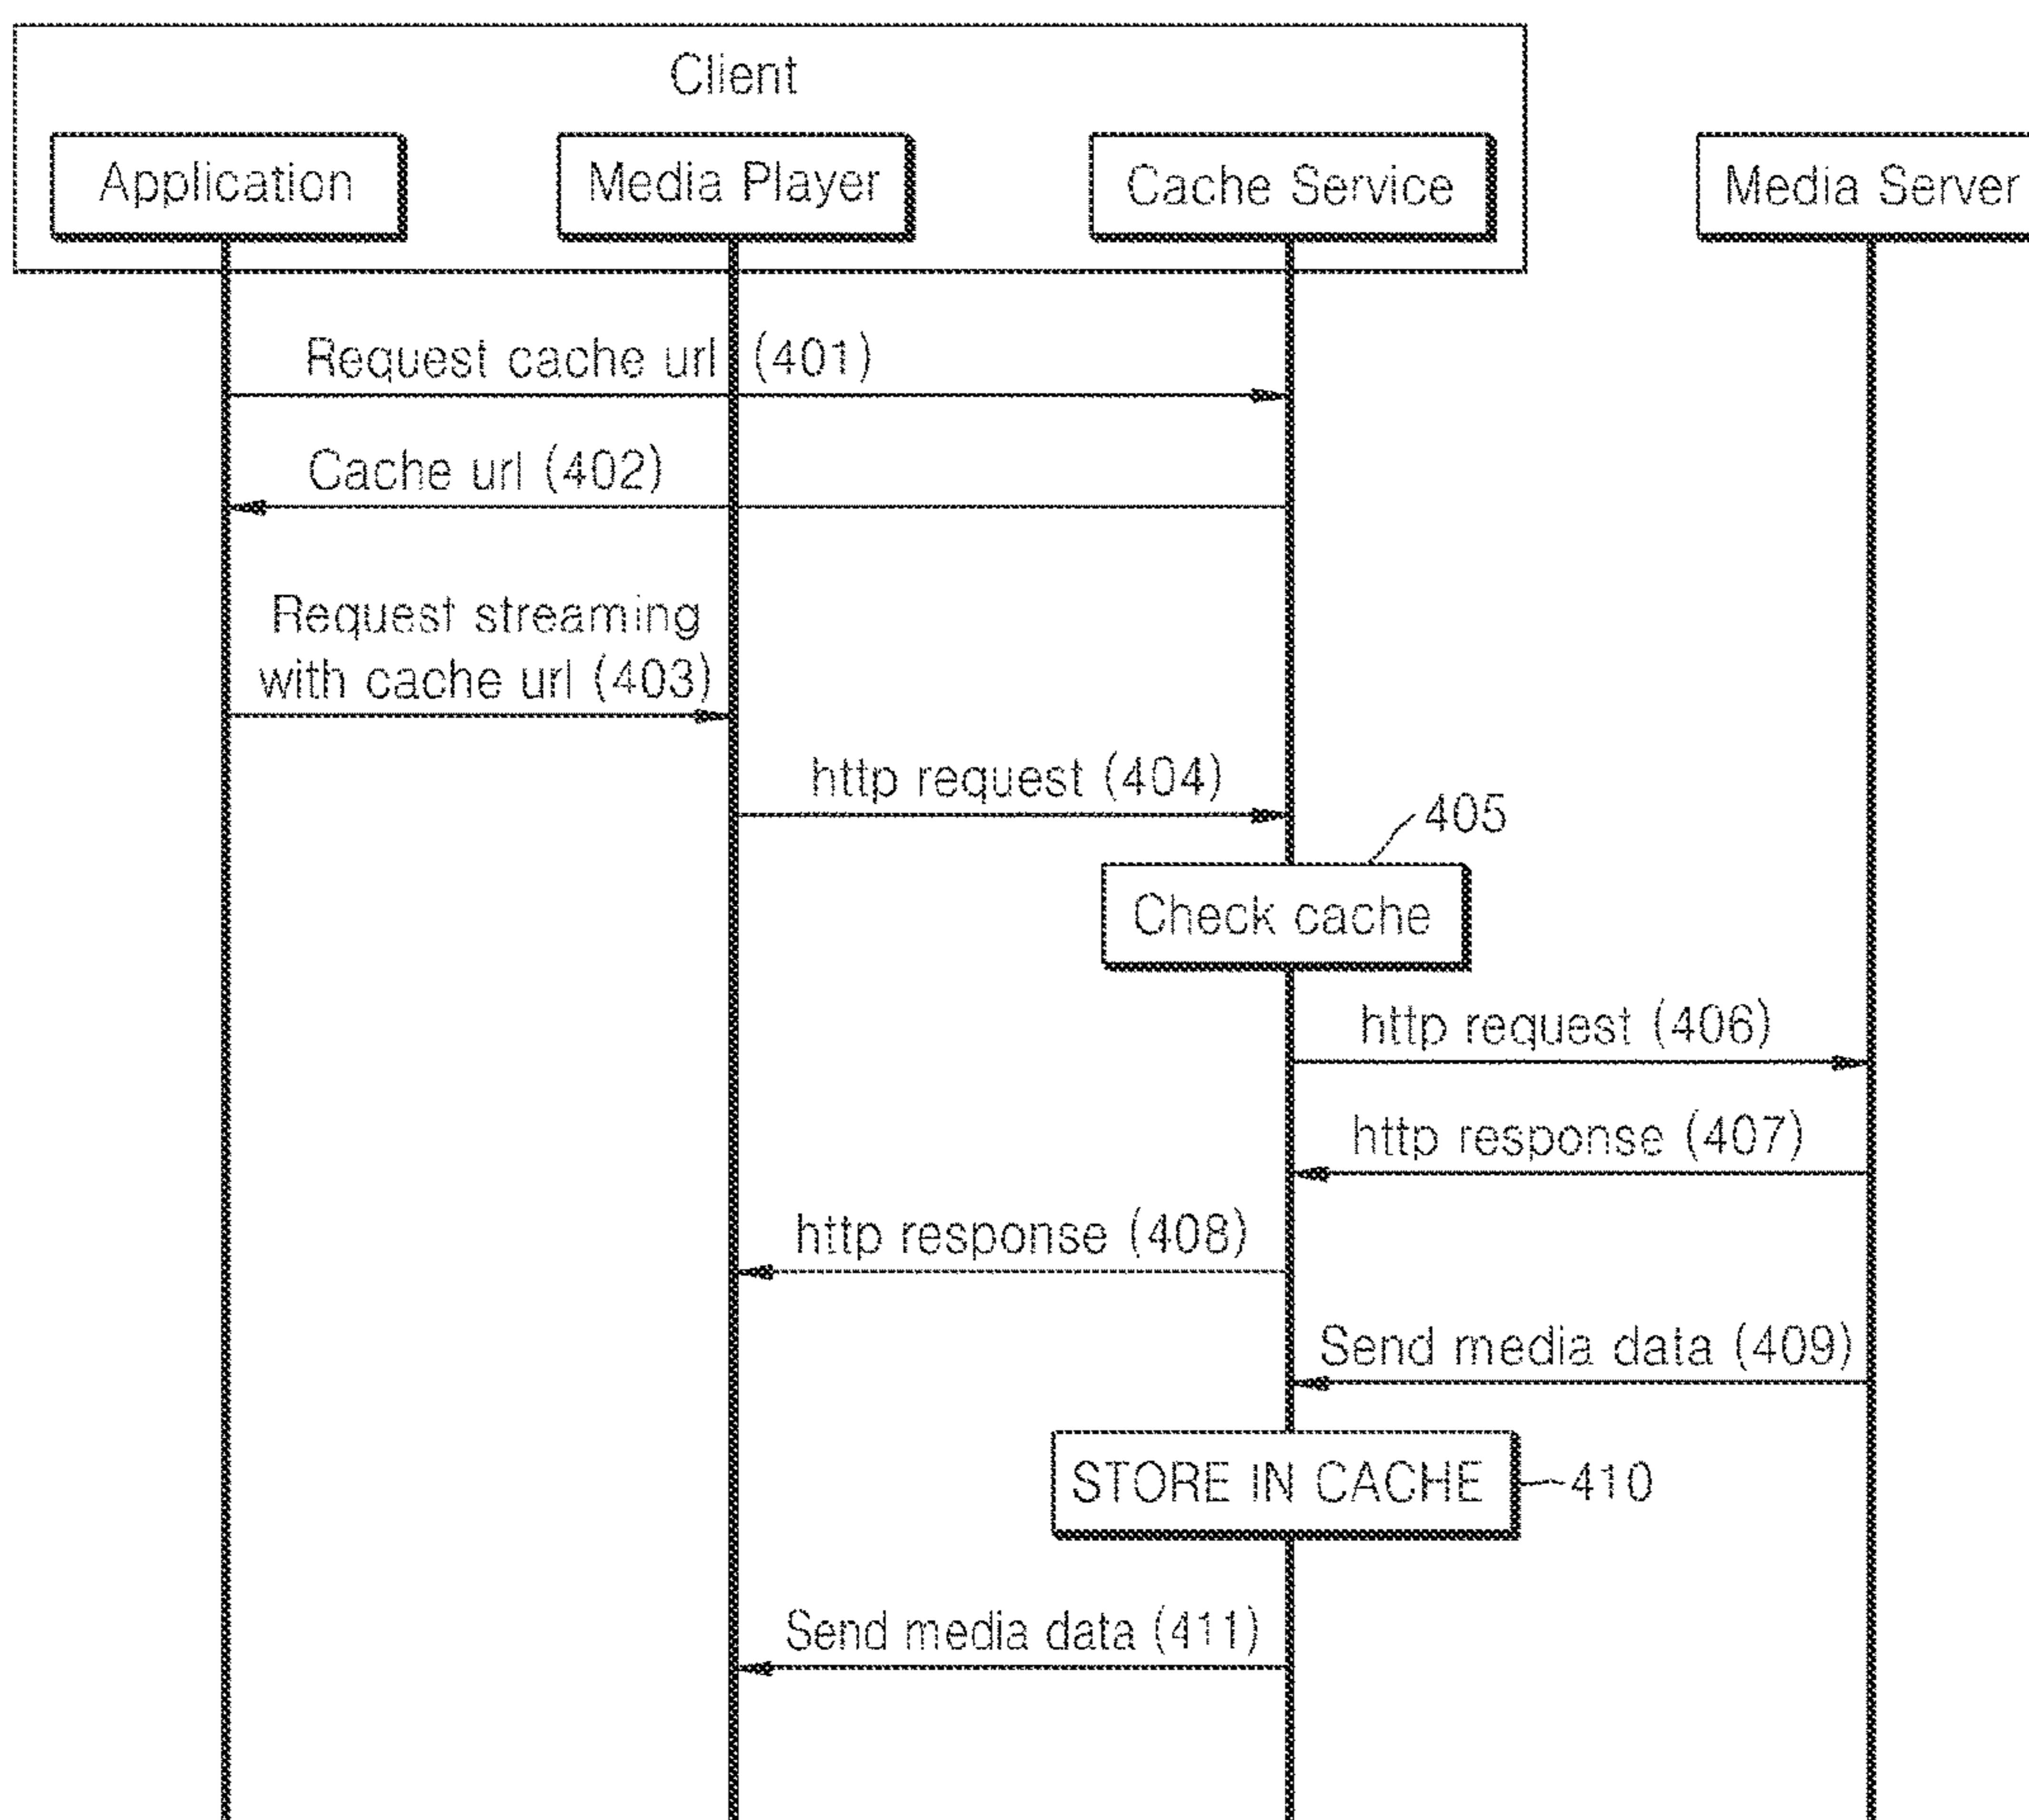 Client
Application
Media Player
Cache Service
Media Server
Request cache url (401)
Cache url (402)
Request streaming
with cache url (403)
http request (404)
405
Check cache
http request (406)
http response (407)
http response (408)
Send media data (409)
STORE IN CACHE
410
Send media data (411)